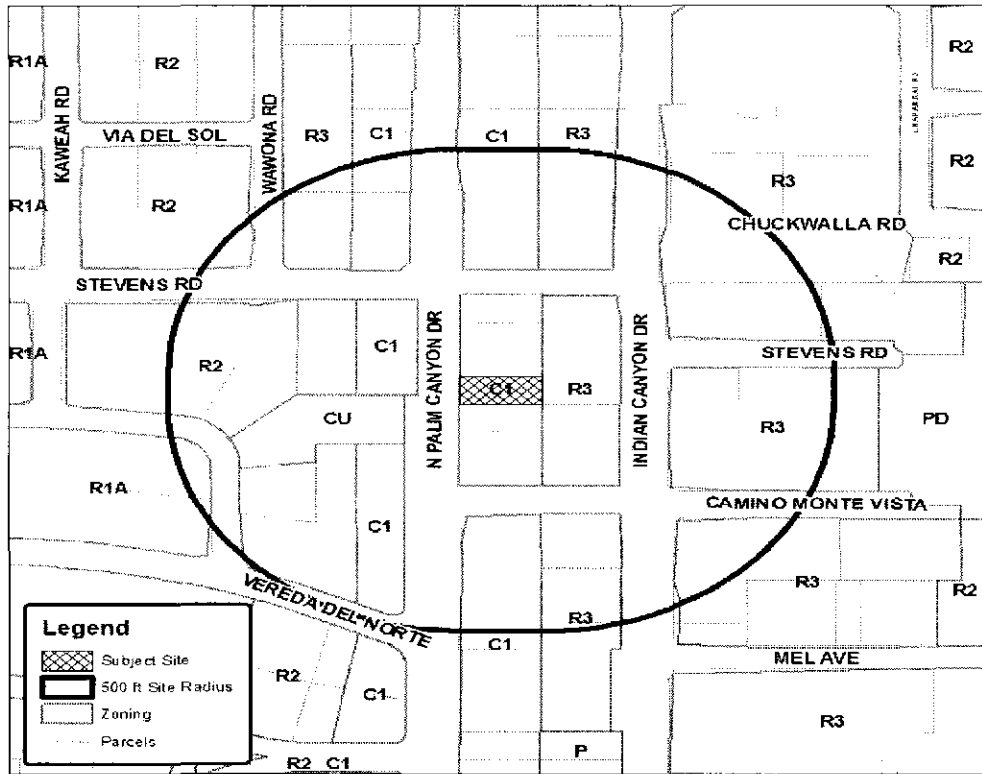 R2
R1A
R2
KAWEAH RD
WAWONA RD
VIA DEL SOL
R3
C1
C1
R3
R3
R2
R1A
R2
CHUCKWALLA RD
R2
STEVENS RD
R1A
R2
C1
N PALM CANYON DR
C1
R3
INDIAN CANYON DR
STEVENS RD
CU
R3
PD
R1A
C1
CAMINO MONTE VISTA
VEREDA DEL NORTE
R3
R3
R2
C1
MEL AVE
R2
C1
R3
P
R2
C1
Legend
Subject Site
500 ft Site Radius
Zoning
Parcels